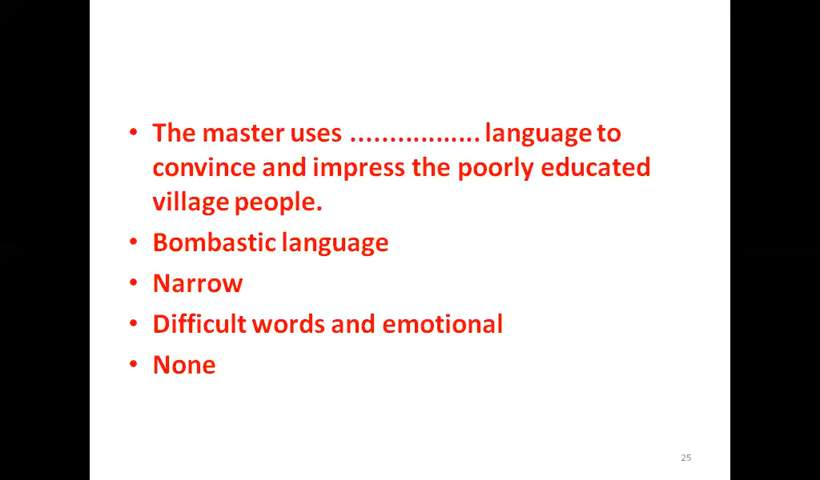 • The master uses ................. language to
convince and impress the poorly educated
village people.
• Bombastic language
• Narrow
• Difficult words and emotional
• None
25